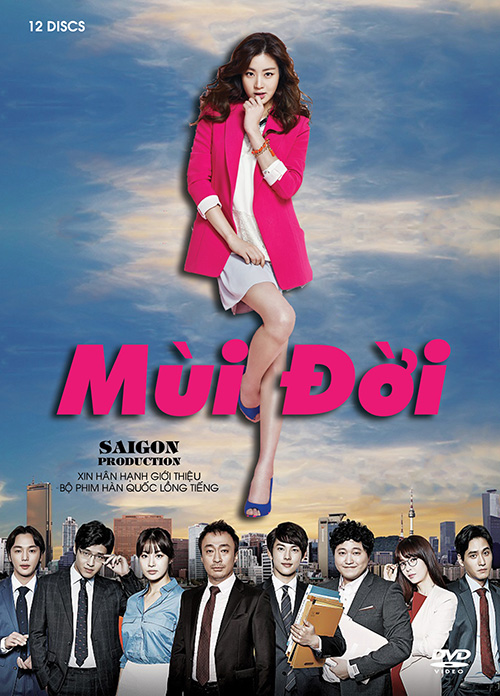 12 DISCS
Mùi Đời
SAIGON
PRODUCTION
XIN HÂN HẠNH GIỚI THIỆU
BỘ PHIM HÀN QUỐC LỒNG TIẾNG
DVD
VIDEO